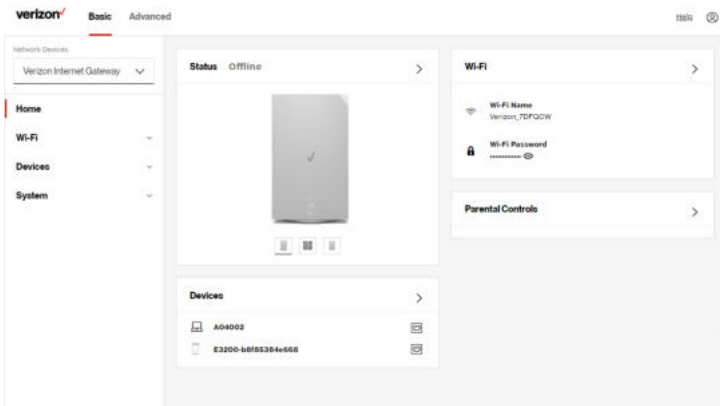 verizon
Basic
Advanced
Help
Network Devices
Verizon Internet Gateway
Home
Wi-Fi
Devices
System
Status Offline
Wi-Fi
Wi-Fi Name
Verizon_7DFQCW
Wi-Fi Password
Parental Controls
Devices
A04002
E3200-b8f85384e668